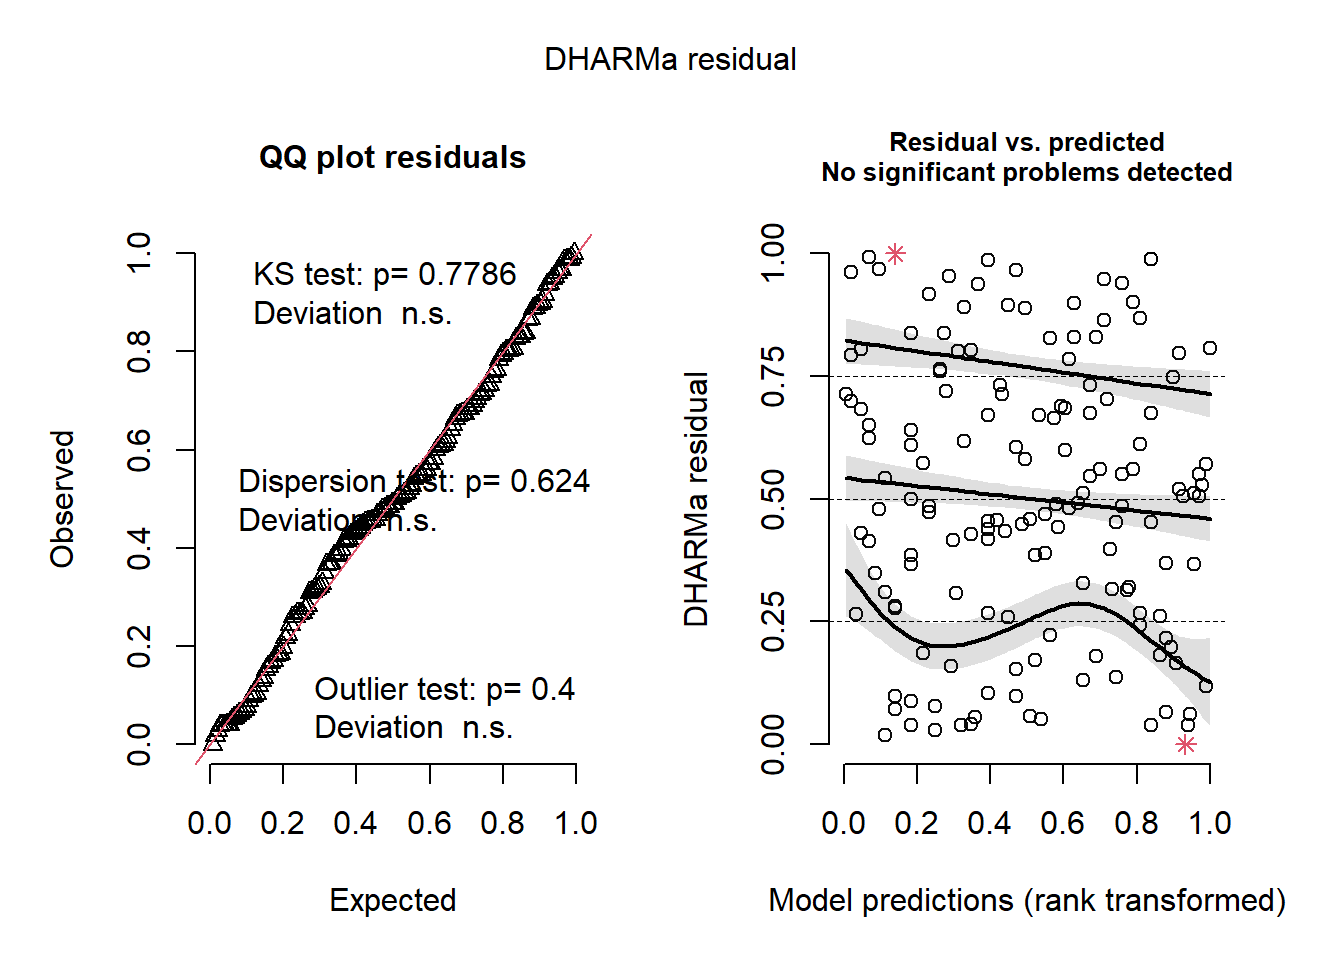 DHARMa residual
QQ plot residuals
KS test: p= 0.7786
Deviation  n.s.
Dispersion test: p= 0.624
Deviation  n.s.
Outlier test: p= 0.4
Deviation  n.s.
Observed
0.0 0.2 0.4 0.6 0.8 1.0
0.0 0.2 0.4 0.6 0.8 1.0
Expected
Residual vs. predicted
No significant problems detected
DHARMa residual
0.00 0.25 0.50 0.75 1.00
0.0 0.2 0.4 0.6 0.8 1.0
Model predictions (rank transformed)